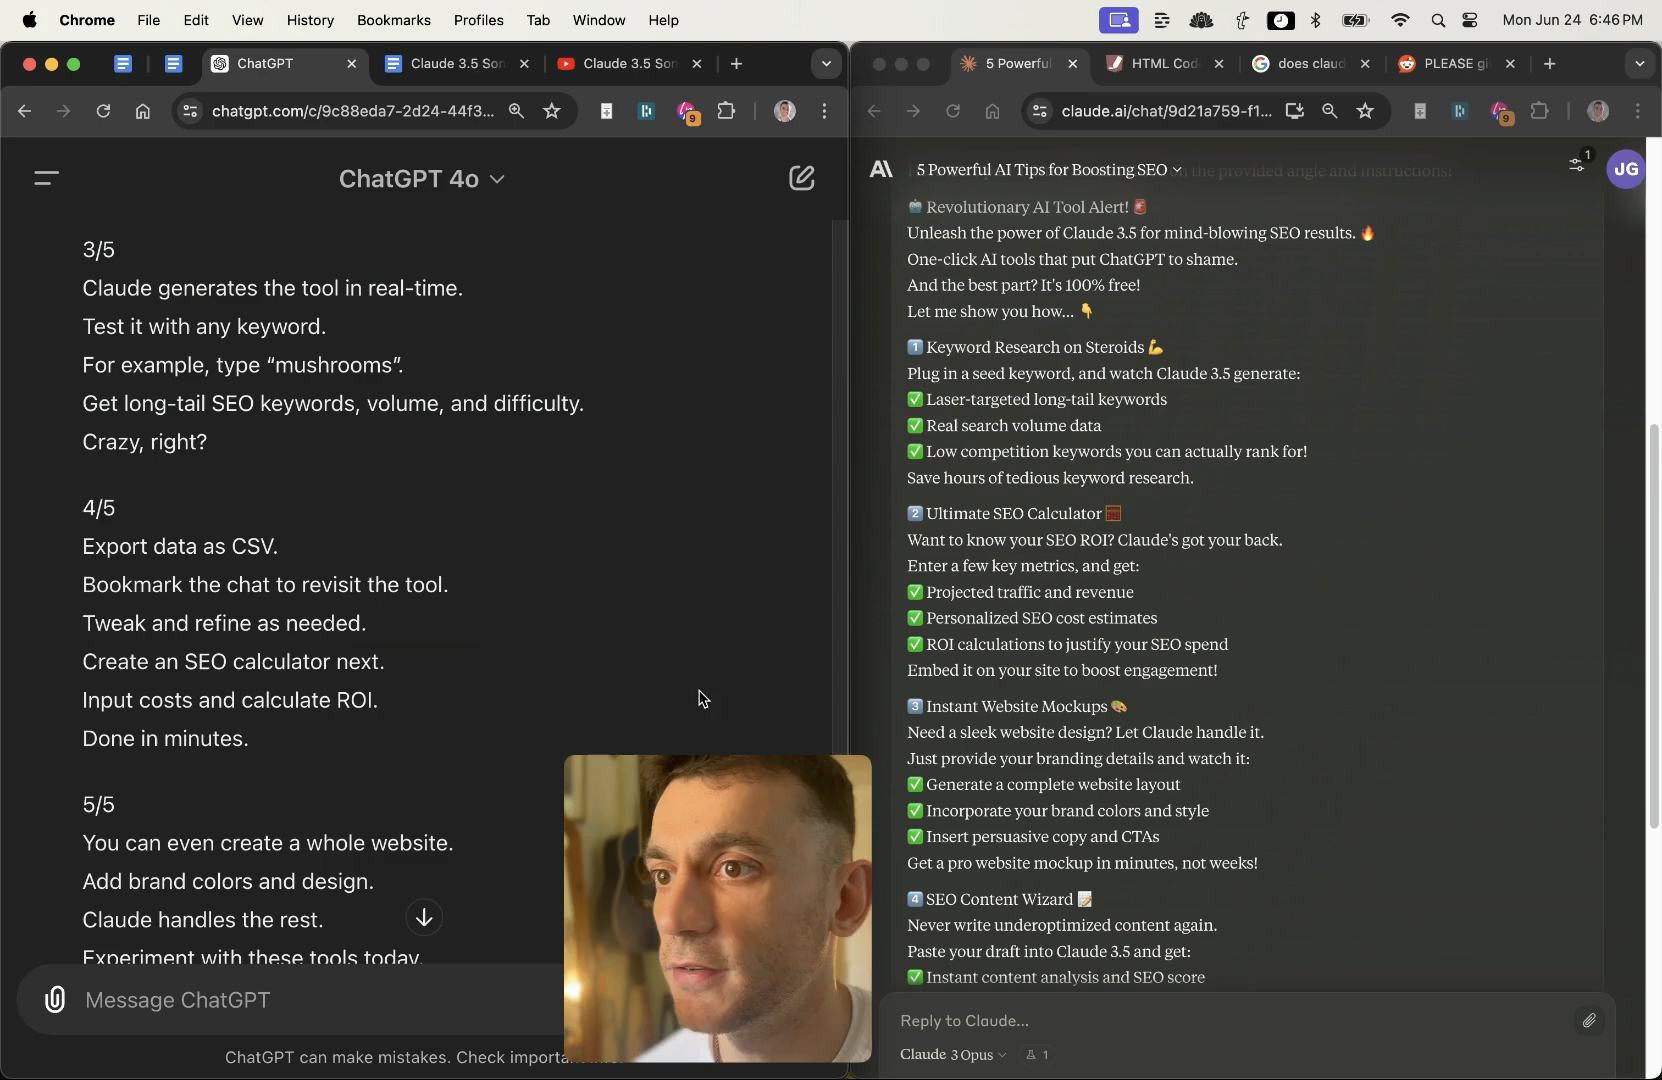 Chrome File Edit View History Bookmarks Profiles Tab Window Help
Mon Jun 24 6:46 PM
ChatGPT
Claude 3.5 Son
Claude 3.5 Son
chatgpt.com/c/9c88eda7-2d24-44f3...
9
ChatGPT 4o
3/5
Claude generates the tool in real-time.
Test it with any keyword.
For example, type “mushrooms”.
Get long-tail SEO keywords, volume, and difficulty.
Crazy, right?
4/5
Export data as CSV.
Bookmark the chat to revisit the tool.
Tweak and refine as needed.
Create an SEO calculator next.
Input costs and calculate ROI.
Done in minutes.
5/5
You can even create a whole website.
Add brand colors and design.
Claude handles the rest.
Experiment with these tools today.
Message ChatGPT
ChatGPT can make mistakes. Check important
5 Powerful
HTML Cod
does claud
PLEASE gi
claude.ai/chat/9d21a759-f1...
9
5 Powerful AI Tips for Boosting SEO
on the provided angle and instructions:
1
JG
🤖 Revolutionary AI Tool Alert! 🚨
Unleash the power of Claude 3.5 for mind-blowing SEO results. 🔥
One-click AI tools that put ChatGPT to shame.
And the best part? It's 100% free!
Let me show you how... 👇
1️⃣ Keyword Research on Steroids 💪
Plug in a seed keyword, and watch Claude 3.5 generate:
✅ Laser-targeted long-tail keywords
✅ Real search volume data
✅ Low competition keywords you can actually rank for!
Save hours of tedious keyword research.
2️⃣ Ultimate SEO Calculator 🧮
Want to know your SEO ROI? Claude's got your back.
Enter a few key metrics, and get:
✅ Projected traffic and revenue
✅ Personalized SEO cost estimates
✅ ROI calculations to justify your SEO spend
Embed it on your site to boost engagement!
3️⃣ Instant Website Mockups 🎨
Need a sleek website design? Let Claude handle it.
Just provide your branding details and watch it:
✅ Generate a complete website layout
✅ Incorporate your brand colors and style
✅ Insert persuasive copy and CTAs
Get a pro website mockup in minutes, not weeks!
4️⃣ SEO Content Wizard 📝
Never write underoptimized content again.
Paste your draft into Claude 3.5 and get:
✅ Instant content analysis and SEO score
Reply to Claude...
Claude 3 Opus
1